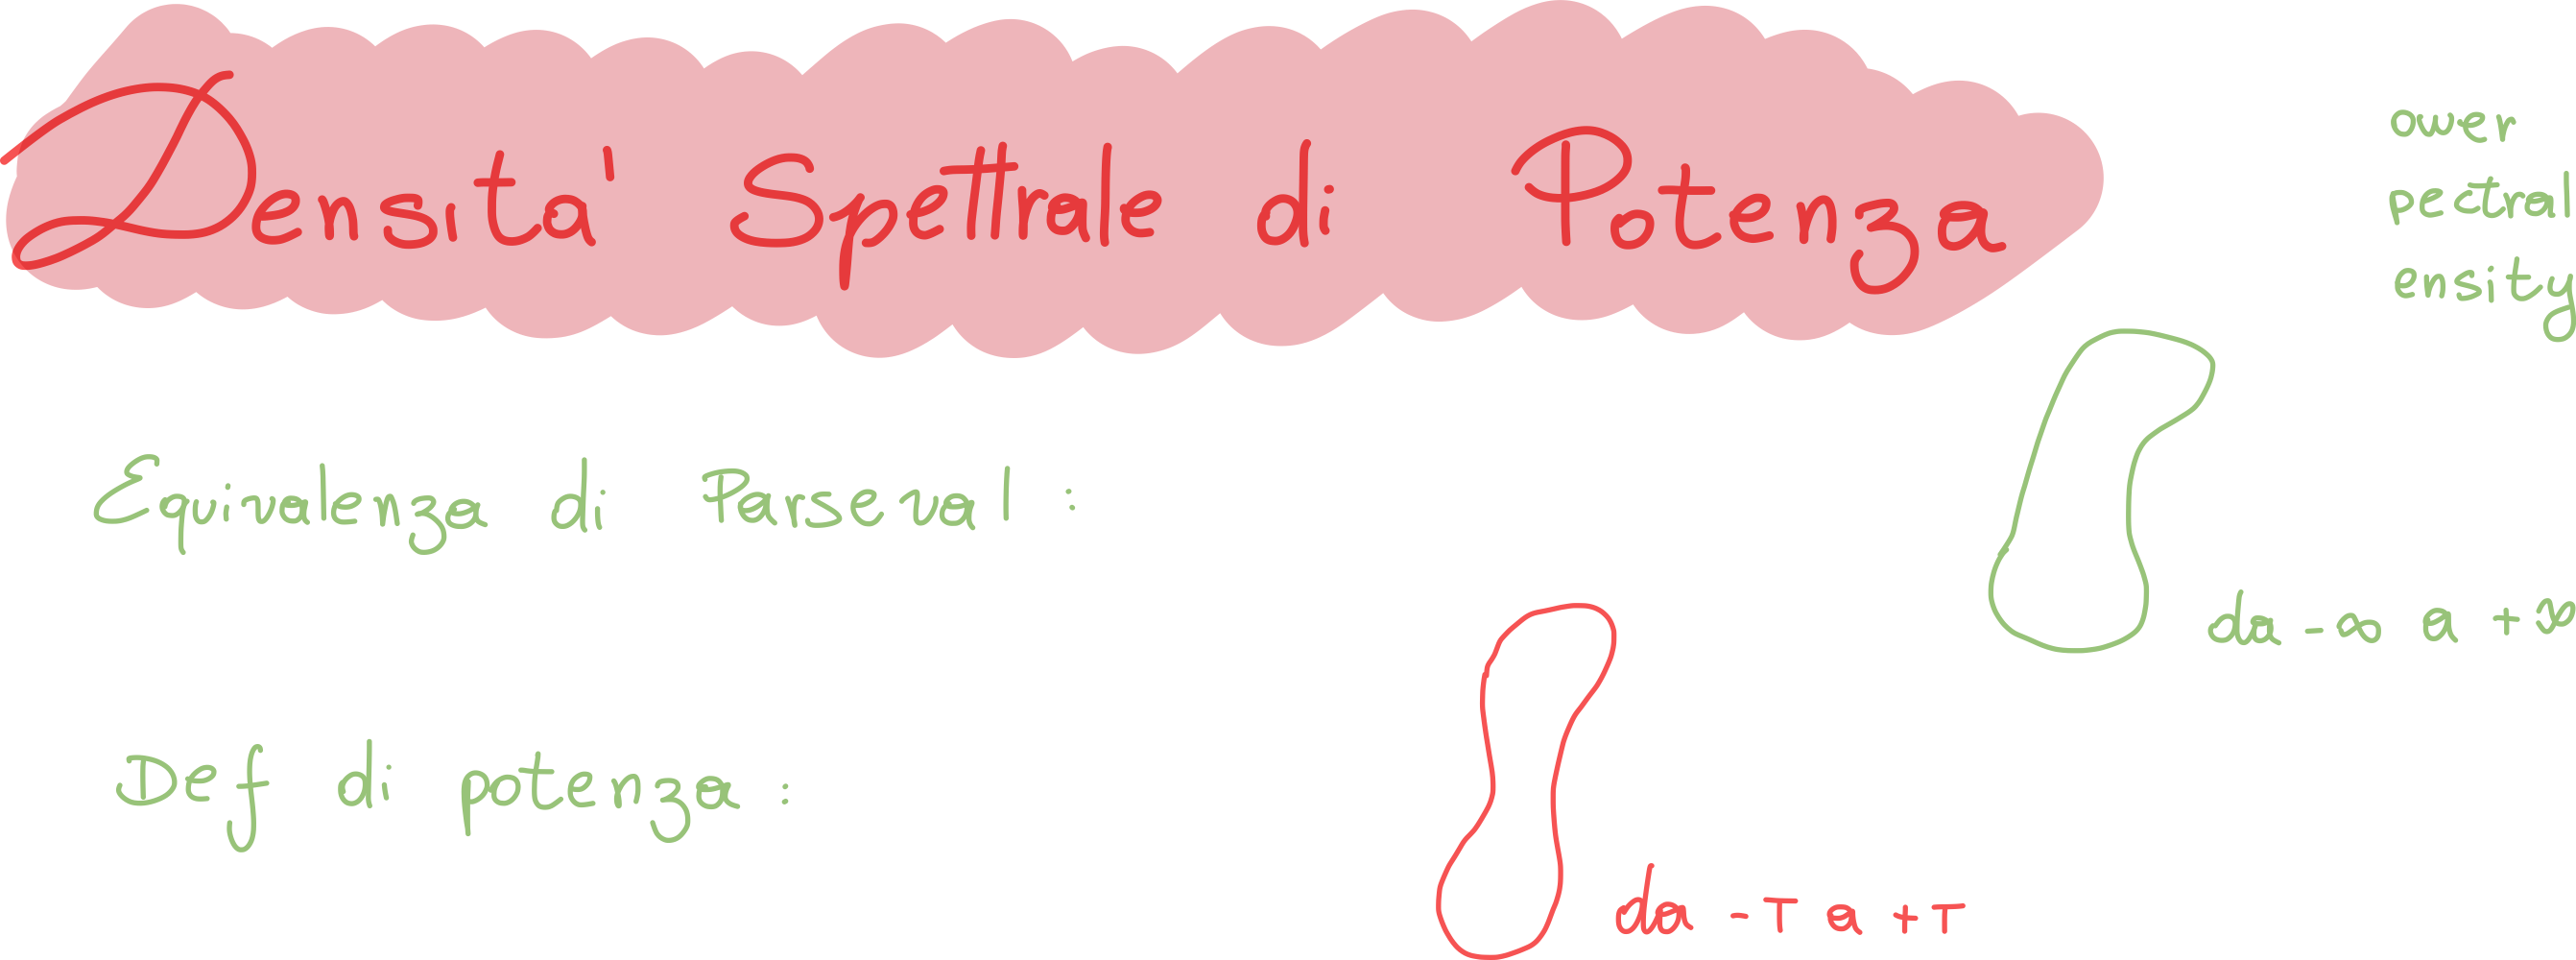 Densita' Spettrale di Potenza
ower
pectral
ensity
Equivalenza di Parseval :
da - ∞ a + ∞
Def di potenza :
da - T a + T